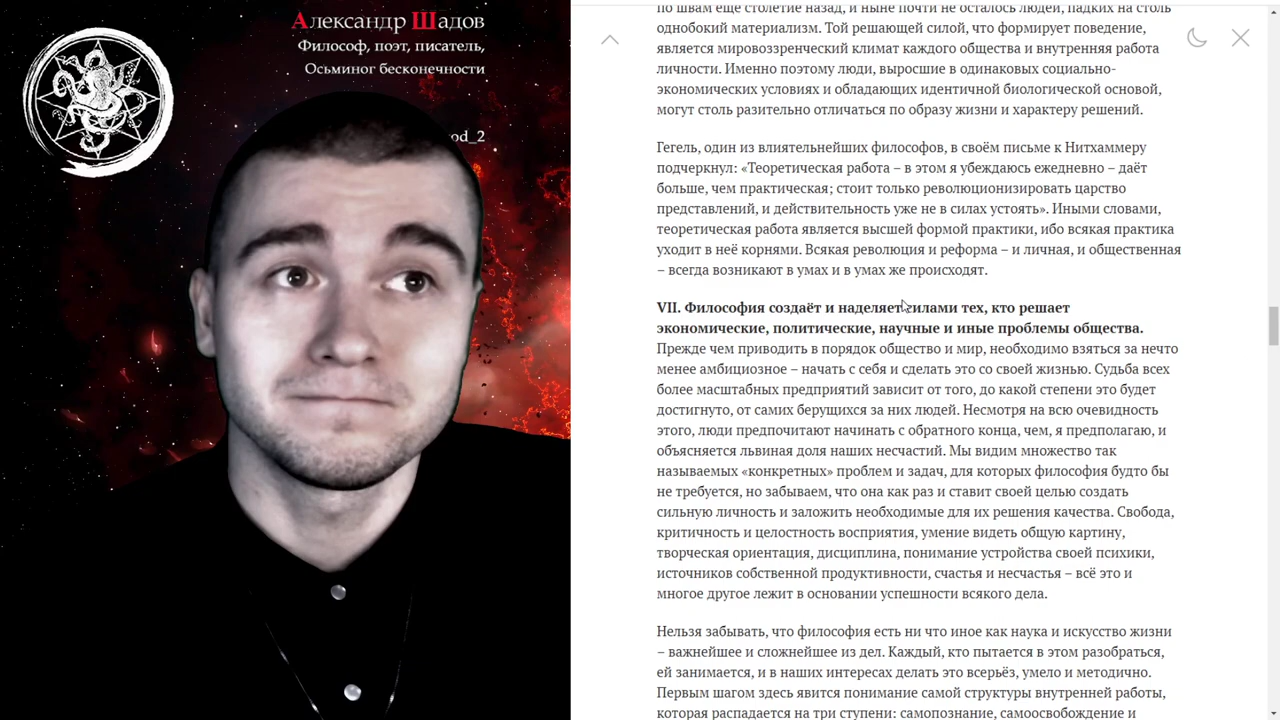 Александр Шадов
Философ, поэт, писатель,
Осьминог бесконечности
od_2
по швам ещё столетие назад, и ныне почти не осталось людей, падких на столь
однобокий материализм. Той решающей силой, что формирует поведение,
является мировоззренческий климат каждого общества и внутренняя работа
личности. Именно поэтому люди, выросшие в одинаковых социально-
экономических условиях и обладающих идентичной биологической основой,
могут столь разительно отличаться по образу жизни и характеру решений.
Гегель, один из влиятельнейших философов, в своём письме к Нитхаммеру
подчеркнул: «Теоретическая работа – в этом я убеждаюсь ежедневно – даёт
больше, чем практическая; стоит только революционизировать царство
представлений, и действительность уже не в силах устоять». Иными словами,
теоретическая работа является высшей формой практики, ибо всякая практика
уходит в неё корнями. Всякая революция и реформа – и личная, и общественная
– всегда возникают в умах и в умах же происходят.
VII. Философия создаёт и наделяет силами тех, кто решает
экономические, политические, научные и иные проблемы общества.
Прежде чем приводить в порядок общество и мир, необходимо взяться за нечто
менее амбициозное – начать с себя и сделать это со своей жизнью. Судьба всех
более масштабных предприятий зависит от того, до какой степени это будет
достигнуто, от самих берущихся за них людей. Несмотря на всю очевидность
этого, люди предпочитают начинать с обратного конца, чем, я предполагаю, и
объясняется львиная доля наших несчастий. Мы видим множество так
называемых «конкретных» проблем и задач, для которых философия будто бы
не требуется, но забываем, что она как раз и ставит своей целью создать
сильную личность и заложить необходимые для их решения качества. Свобода,
критичность и целостность восприятия, умение видеть общую картину,
творческая ориентация, дисциплина, понимание устройства своей психики,
источников собственной продуктивности, счастья и несчастья – всё это и
многое другое лежит в основании успешности всякого дела.
Нельзя забывать, что философия есть ни что иное как наука и искусство жизни
– важнейшее и сложнейшее из дел. Каждый, кто пытается в этом разобраться,
ей занимается, и в наших интересах делать это всерьёз, умело и методично.
Первым шагом здесь явится понимание самой структуры внутренней работы,
которая распадается на три ступени: самопознание, самоосвобождение и